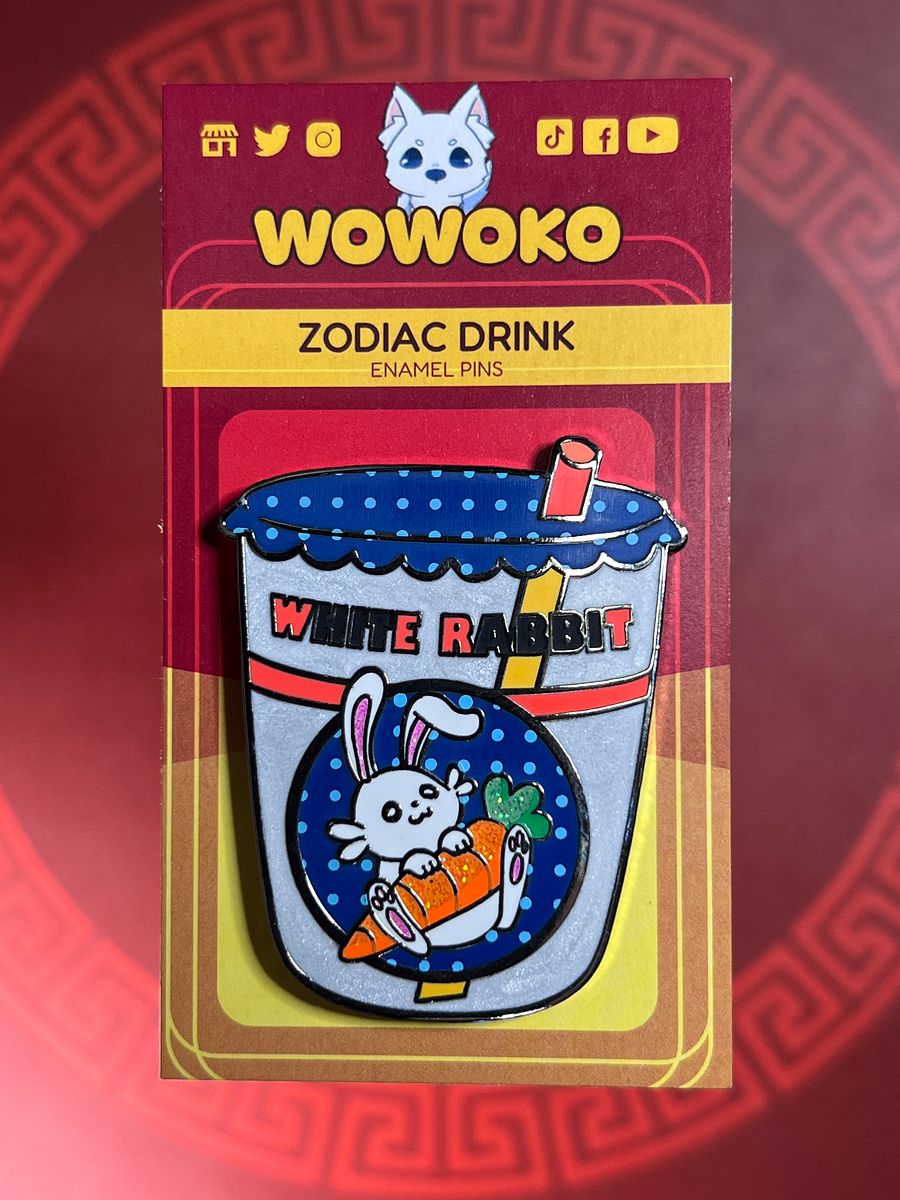 WOWOKO
ZODIAC DRINK
ENAMEL PINS
WHITE RABBIT